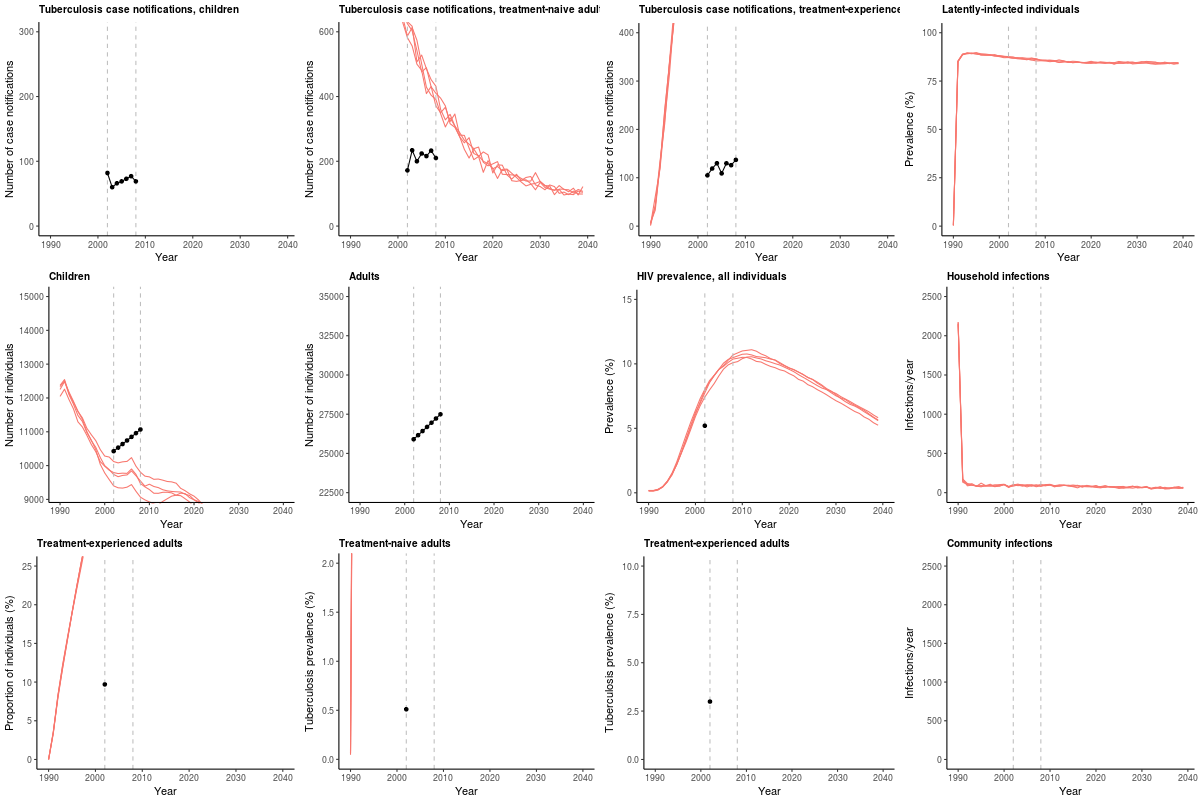 Tuberculosis case notifications, children
Number of case notifications
300
200
100
0
1990 2000 2010 2020 2030 2040
Year
Tuberculosis case notifications, treatment-naive adul
Number of case notifications
600
400
200
0
1990 2000 2010 2020 2030 2040
Year
Tuberculosis case notifications, treatment-experience
Number of case notifications
400
300
200
100
0
1990 2000 2010 2020 2030 2040
Year
Latently-infected individuals
Prevalence (%)
100
75
50
25
0
1990 2000 2010 2020 2030 2040
Year
Children
Number of individuals
15000
14000
13000
12000
11000
10000
9000
1990 2000 2010 2020 2030 2040
Year
Adults
Number of individuals
35000
32500
30000
27500
25000
22500
1990 2000 2010 2020 2030 2040
Year
HIV prevalence, all individuals
Prevalence (%)
15
10
5
0
1990 2000 2010 2020 2030 2040
Year
Household infections
Infections/year
2500
2000
1500
1000
500
0
1990 2000 2010 2020 2030 2040
Year
Treatment-experienced adults
Proportion of individuals (%)
25
20
15
10
5
0
1990 2000 2010 2020 2030 2040
Year
Treatment-naive adults
Tuberculosis prevalence (%)
2.0
1.5
1.0
0.5
0.0
1990 2000 2010 2020 2030 2040
Year
Treatment-experienced adults
Tuberculosis prevalence (%)
10.0
7.5
5.0
2.5
0.0
1990 2000 2010 2020 2030 2040
Year
Community infections
Infections/year
2500
2000
1500
1000
500
0
1990 2000 2010 2020 2030 2040
Year